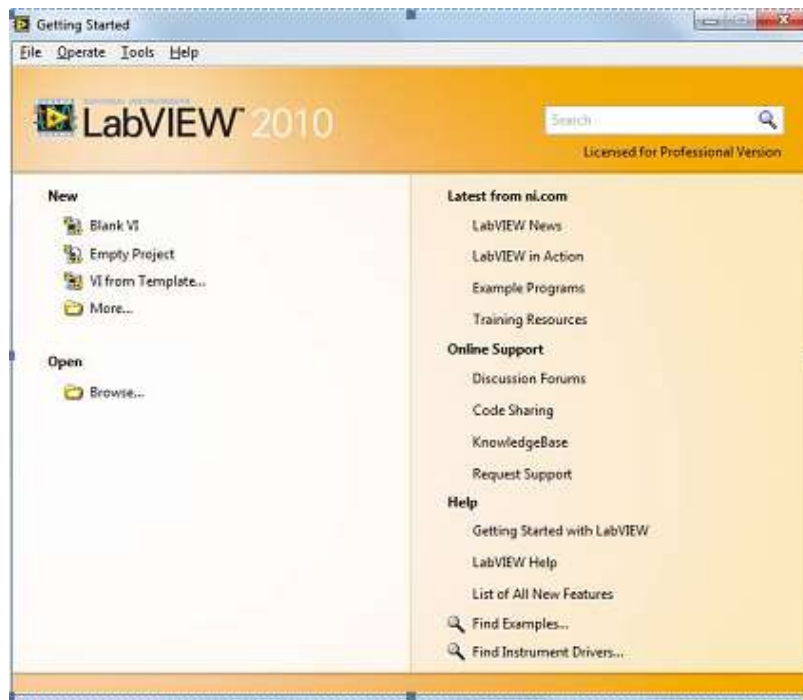 Getting Started
File Operate Tools Help
LabVIEW™ 2010
Search
Licensed for Professional Version
New
Blank VI
Empty Project
VI from Template...
More...
Open
Browse...
Latest from ni.com
LabVIEW News
LabVIEW in Action
Example Programs
Training Resources
Online Support
Discussion Forums
Code Sharing
KnowledgeBase
Request Support
Help
Getting Started with LabVIEW
LabVIEW Help
List of All New Features
Find Examples...
Find Instrument Drivers...